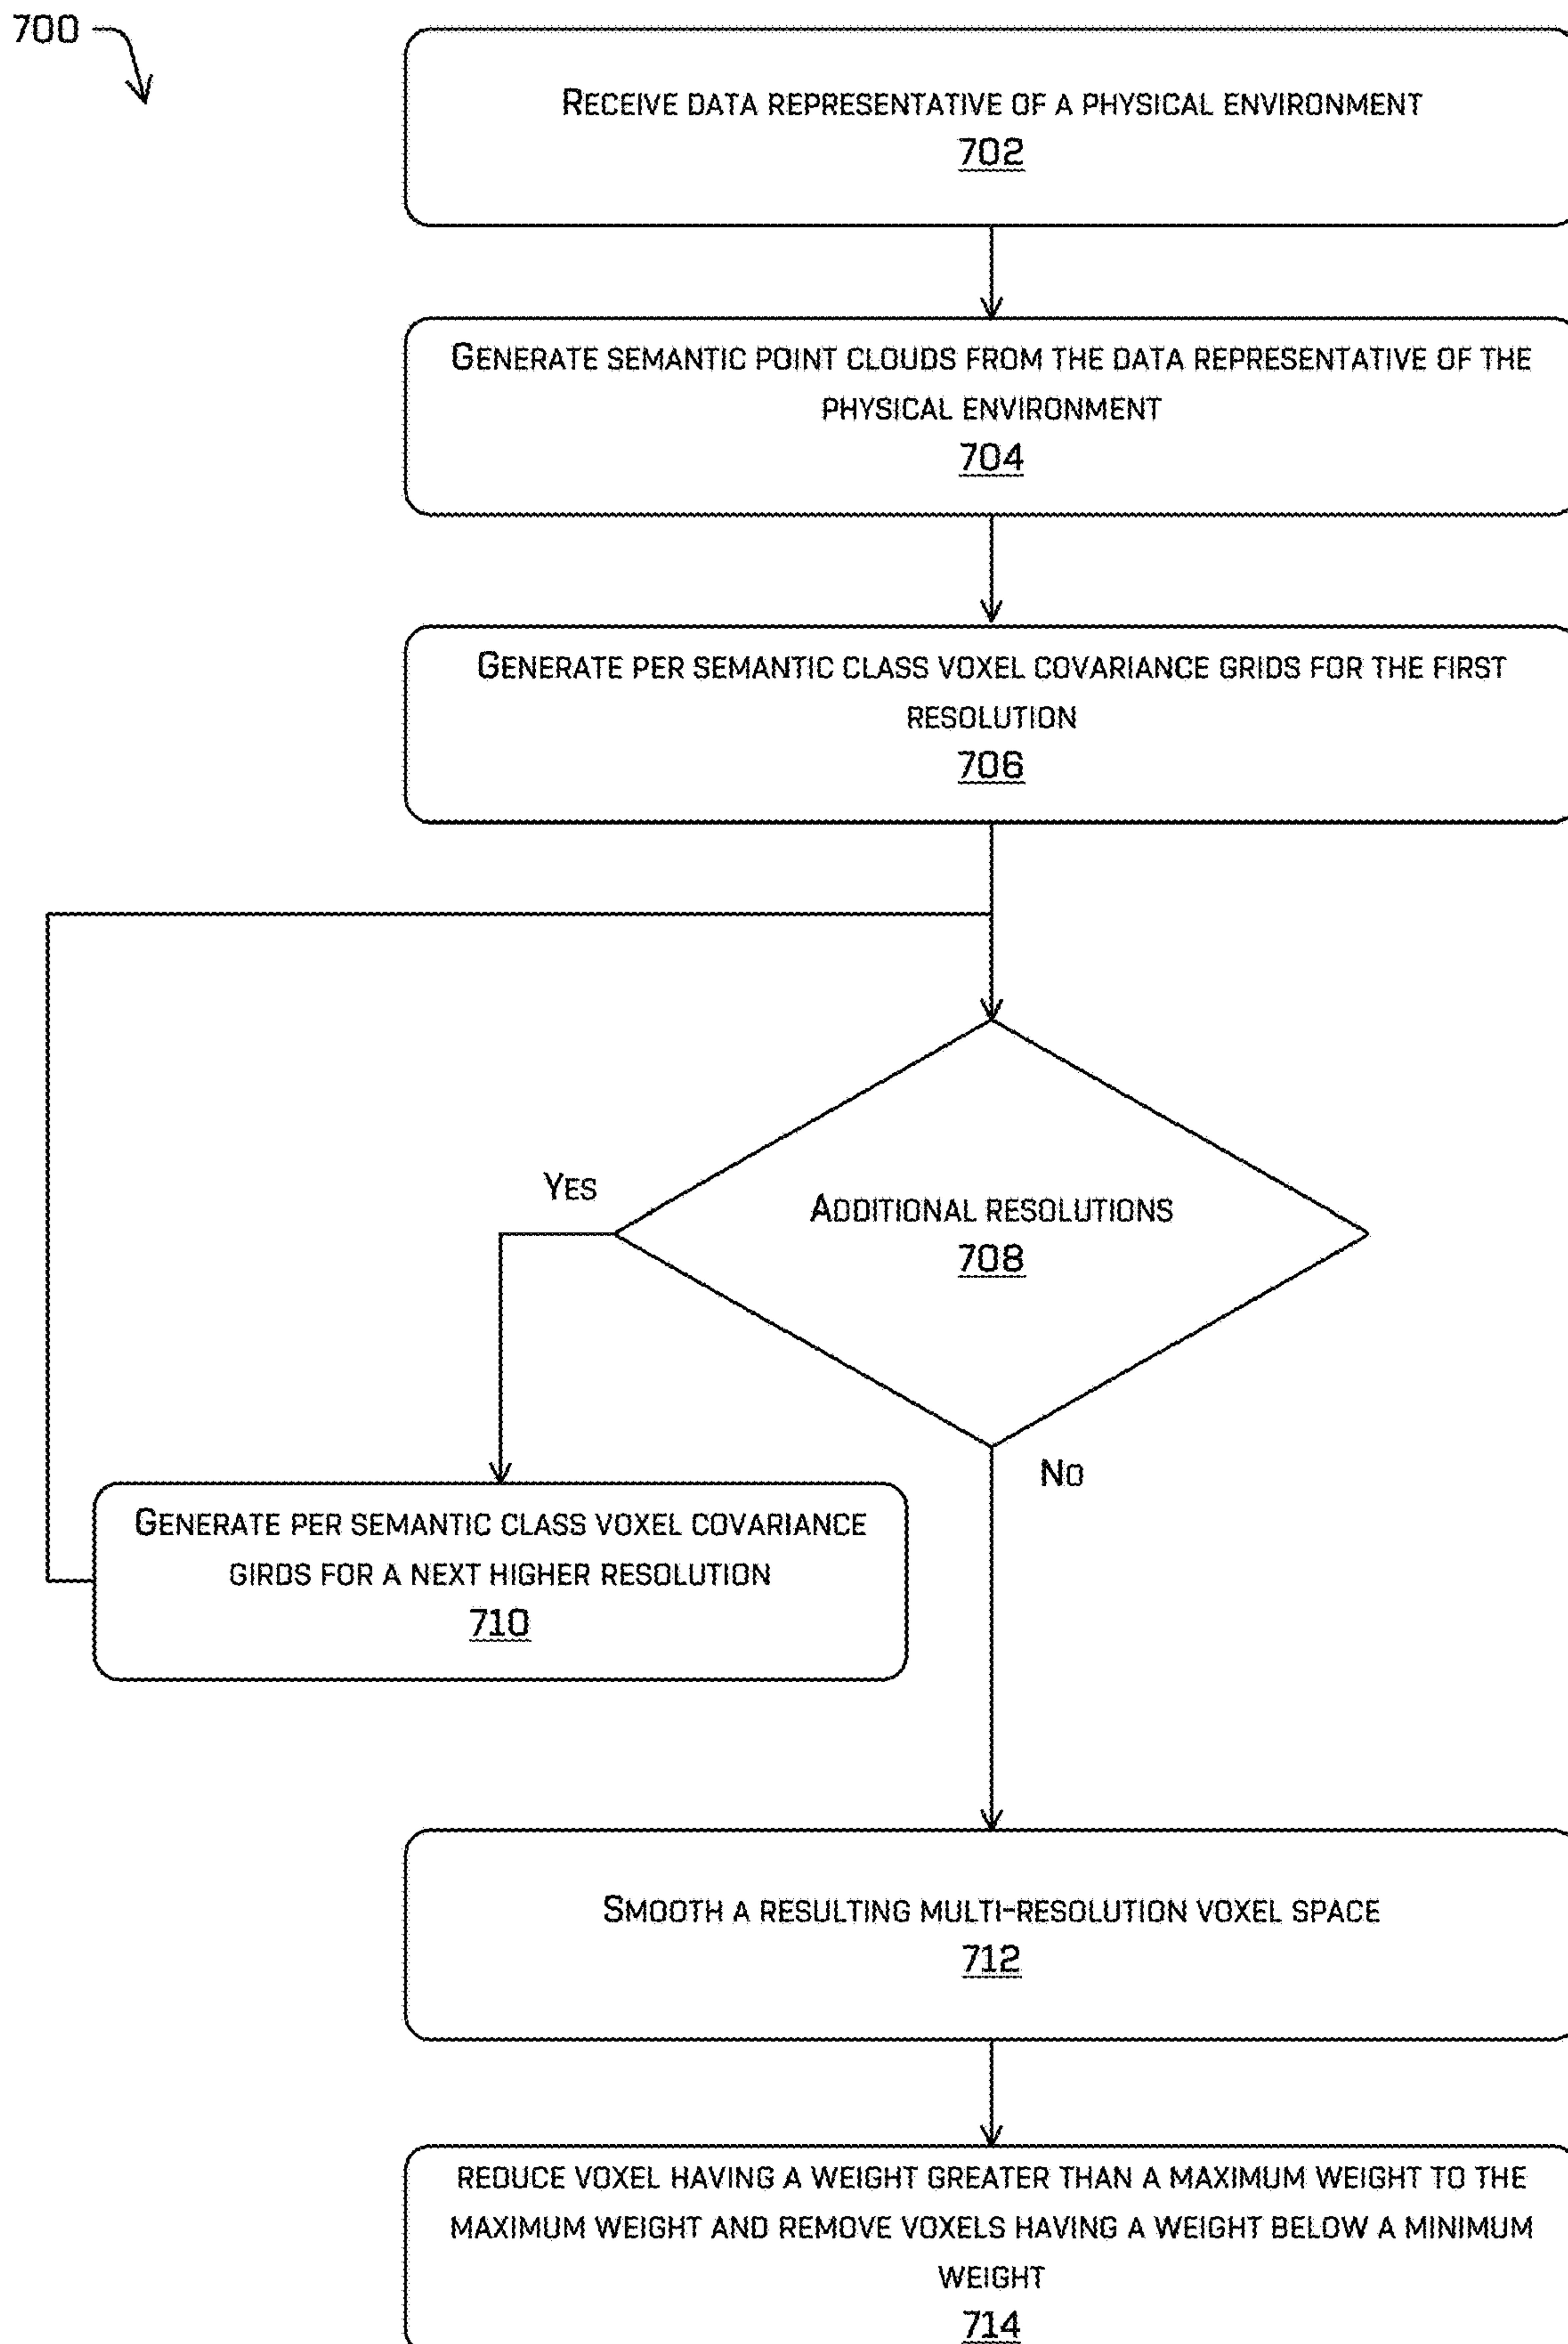 700
RECEIVE DATA REPRESENTATIVE OF A PHYSICAL ENVIRONMENT
702
GENERATE SEMANTIC POINT CLOUDS FROM THE DATA REPRESENTATIVE OF THE
PHYSICAL ENVIRONMENT
704
GENERATE PER SEMANTIC CLASS VOXEL COVARIANCE GRIDS FOR THE FIRST
RESOLUTION
706
YES
ADDITIONAL RESOLUTIONS
708
NO
GENERATE PER SEMANTIC CLASS VOXEL COVARIANCE
GIRDS FOR A NEXT HIGHER RESOLUTION
710
SMOOTH A RESULTING MULTI-RESOLUTION VOXEL SPACE
712
REDUCE VOXEL HAVING A WEIGHT GREATER THAN A MAXIMUM WEIGHT TO THE
MAXIMUM WEIGHT AND REMOVE VOXELS HAVING A WEIGHT BELOW A MINIMUM
WEIGHT
714